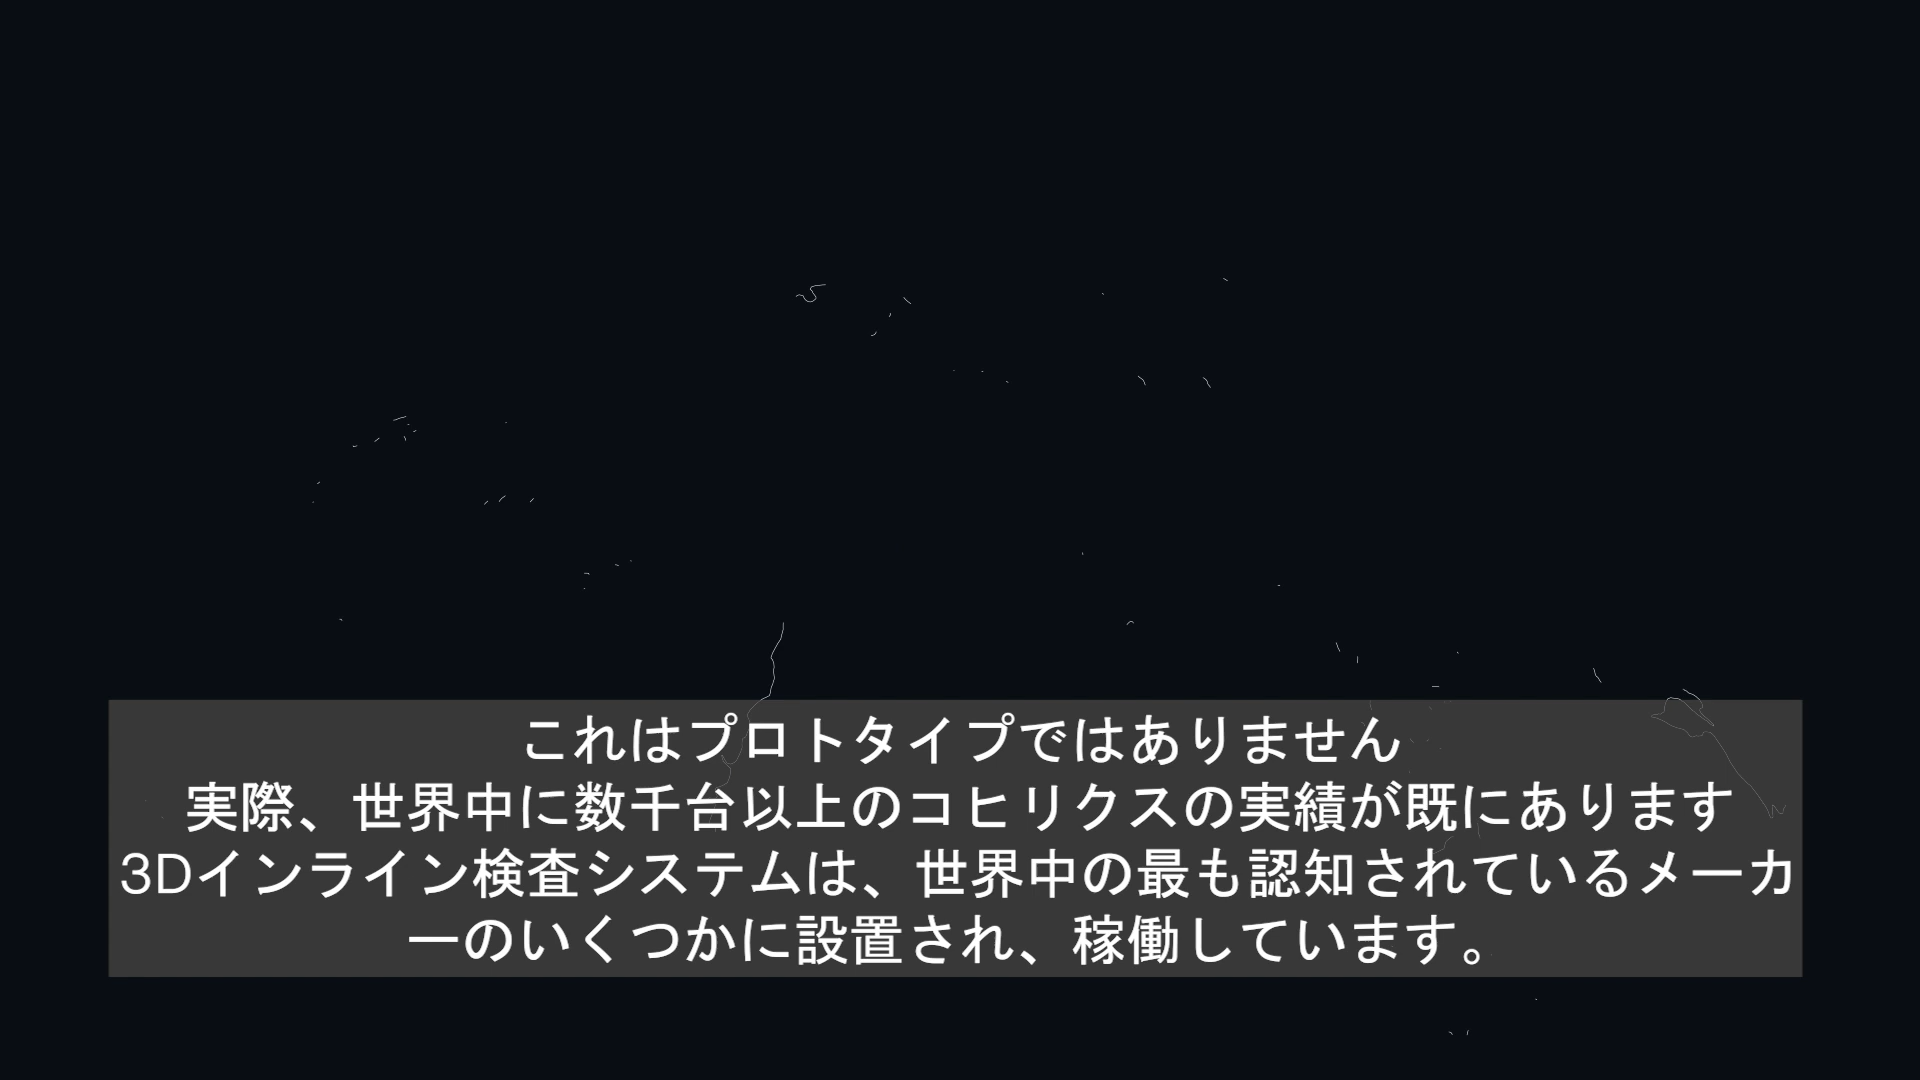 これはプロトタイプではありません
実際、世界中に数千台以上のコヒリクスの実績が既にあります
3Dインライン検査システムは、世界中の最も認知されているメーカ
ーのいくつかに設置され、稼働しています。